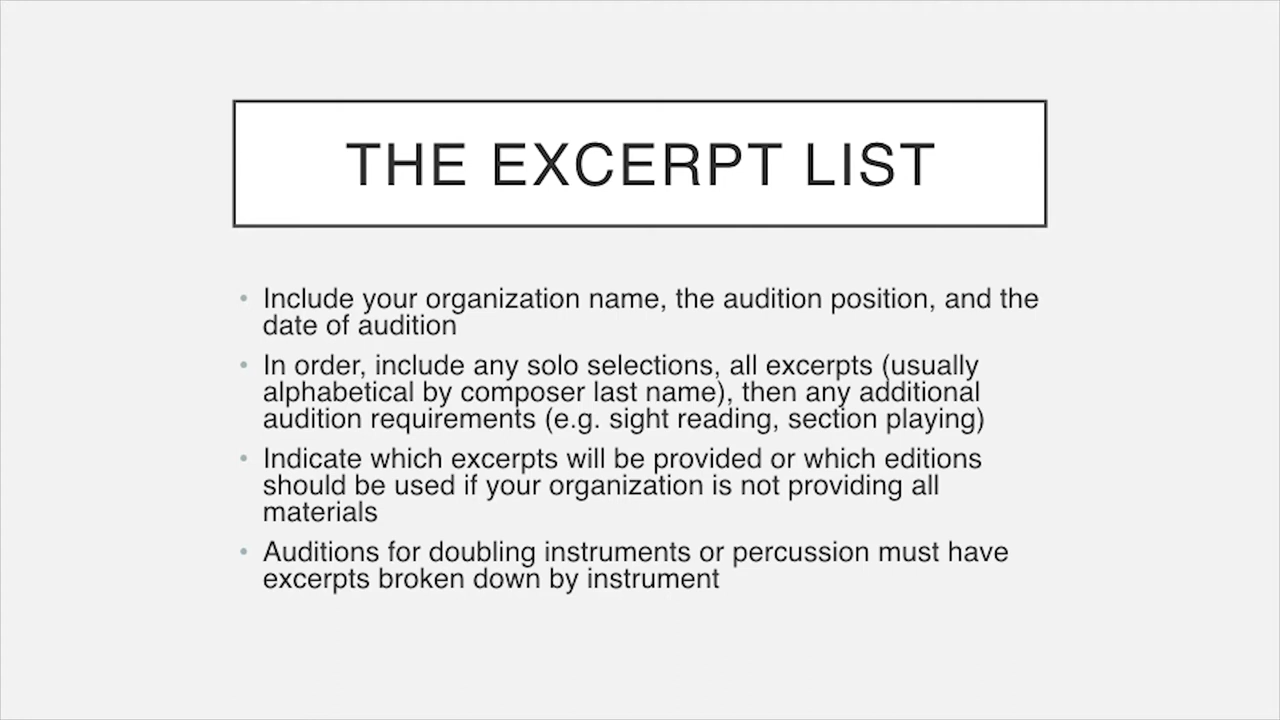 THE EXCERPT LIST
• Include your organization name, the audition position, and the
date of audition
• In order, include any solo selections, all excerpts (usually
alphabetical by composer last name), then any additional
audition requirements (e.g. sight reading, section playing)
• Indicate which excerpts will be provided or which editions
should be used if your organization is not providing all
materials
• Auditions for doubling instruments or percussion must have
excerpts broken down by instrument